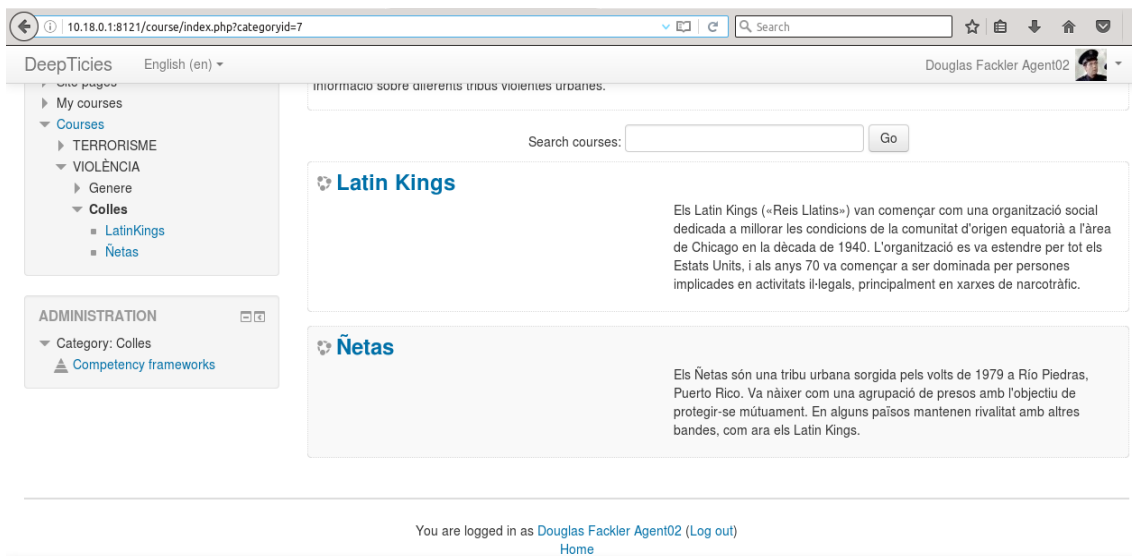 10.18.0.1:8121/course/index.php?categoryid=7
Search
DeepTicies
English (en)
Douglas Fackler Agent02
Site pages
My courses
Courses
TERRORISME
VIOLÈNCIA
Genere
Colles
LatinKings
Ñetas
ADMINISTRATION
Category: Colles
Competency frameworks
Informació sobre diferents tribus violentes urbanes.
Search courses:
Go
Latin Kings
Els Latin Kings («Reis Llatins») van començar com una organització social
dedicada a millorar les condicions de la comunitat d'origen equatorià a l'àrea
de Chicago en la dècada de 1940. L'organització es va estendre per tot els
Estats Units, i als anys 70 va començar a ser dominada per persones
implicades en activitats il·legals, principalment en xarxes de narcotràfic.
Ñetas
Els Ñetas són una tribu urbana sorgida pels volts de 1979 a Río Piedras,
Puerto Rico. Va nàixer com una agrupació de presos amb l'objectiu de
protegir-se mútuament. En alguns països mantenen rivalitat amb altres
bandes, com ara els Latin Kings.
You are logged in as Douglas Fackler Agent02 (Log out)
Home